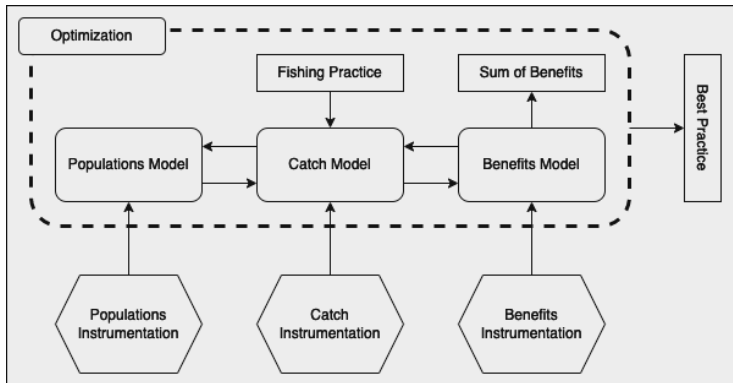 Optimization
Fishing Practice
Sum of Benefits
Best Practice
Populations Model
Catch Model
Benefits Model
Populations
Instrumentation
Catch
Instrumentation
Benefits
Instrumentation